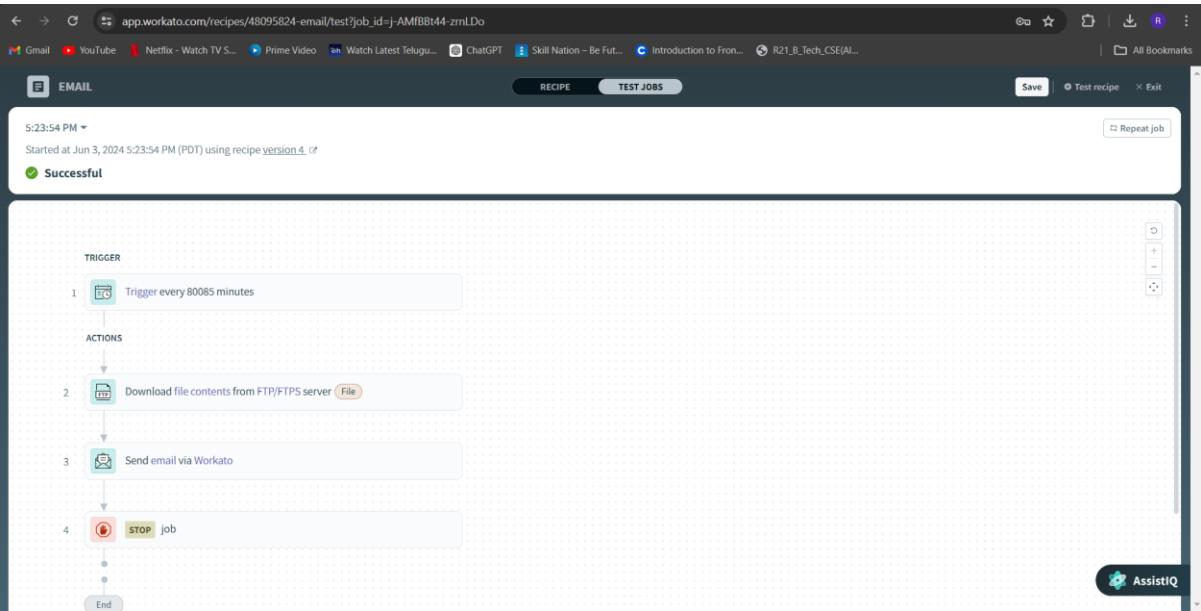 app.workato.com/recipes/48095824-email/test?job_id=j-AMfBBt44-zrnLDo
R
Gmail YouTube Netflix - Watch TV S... Prime Video Watch Latest Telugu... ChatGPT Skill Nation – Be Fut... Introduction to Fron... R21_B_Tech_CSE(AI... All Bookmarks
EMAIL RECIPE TEST JOBS Save Test recipe Exit
5:23:54 PM Repeat job
Started at Jun 3, 2024 5:23:54 PM (PDT) using recipe version 4
Successful
TRIGGER
1 Trigger every 80085 minutes
ACTIONS
2 FTP Download file contents from FTP/FTPS server File
3 Send email via Workato
4 STOP job
End
AssistIQ